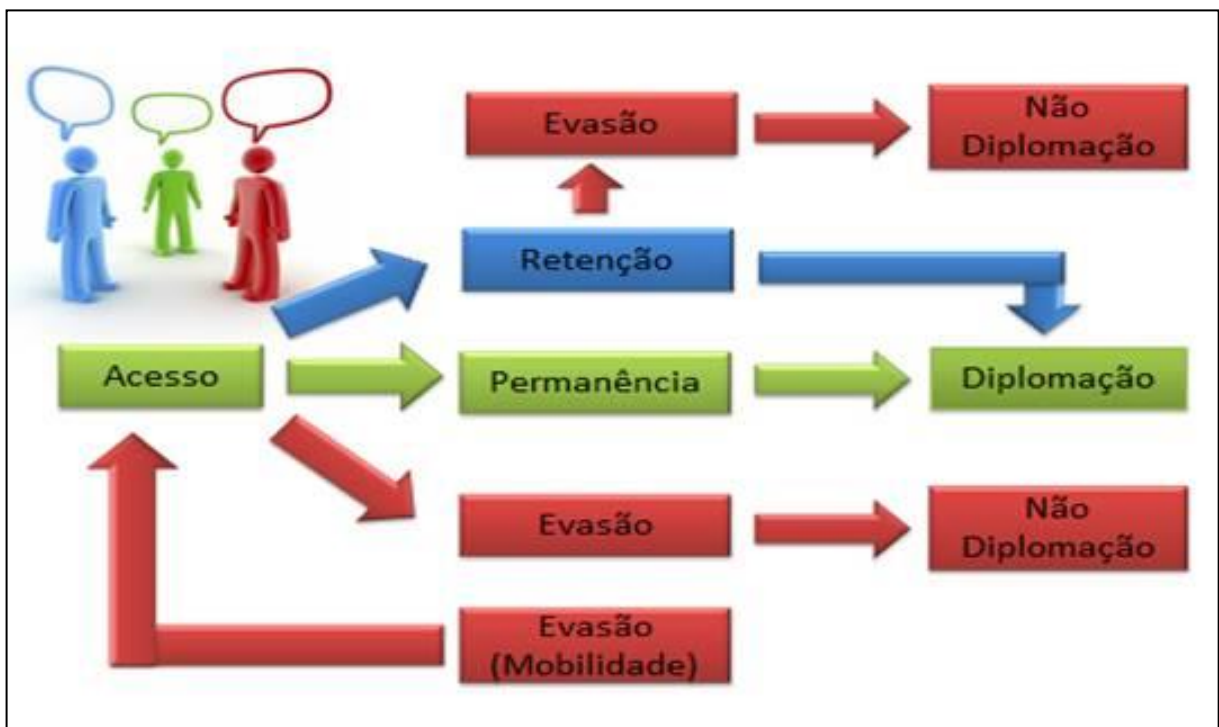 Evasão
Não
Diplomação
Retenção
Acesso
Permanência
Diplomação
Evasão
Não
Diplomação
Evasão
(Mobilidade)